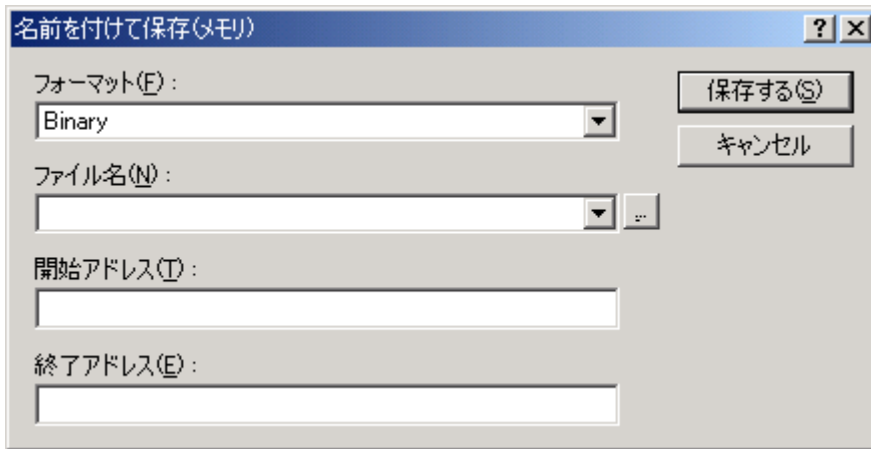 名前を付けて保存(メモリ)
フォーマット(F):
保存する(S)
Binary
キャンセル
ファイル名(N):
...
開始アドレス(T):
終了アドレス(E):